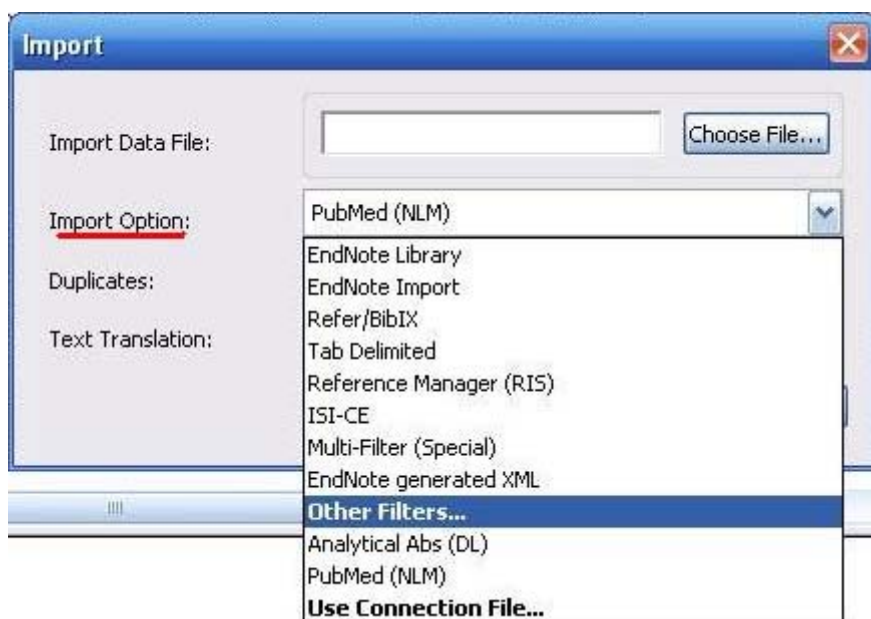 Import
Import Data File:
Choose File...
Import Option:
PubMed (NLM)
EndNote Library
EndNote Import
Duplicates:
Refer/BibIX
Text Translation:
Tab Delimited
Reference Manager (RIS)
ISI-CE
Multi-Filter (Special)
EndNote generated XML
Other Filters...
Analytical Abs (DL)
PubMed (NLM)
Use Connection File...